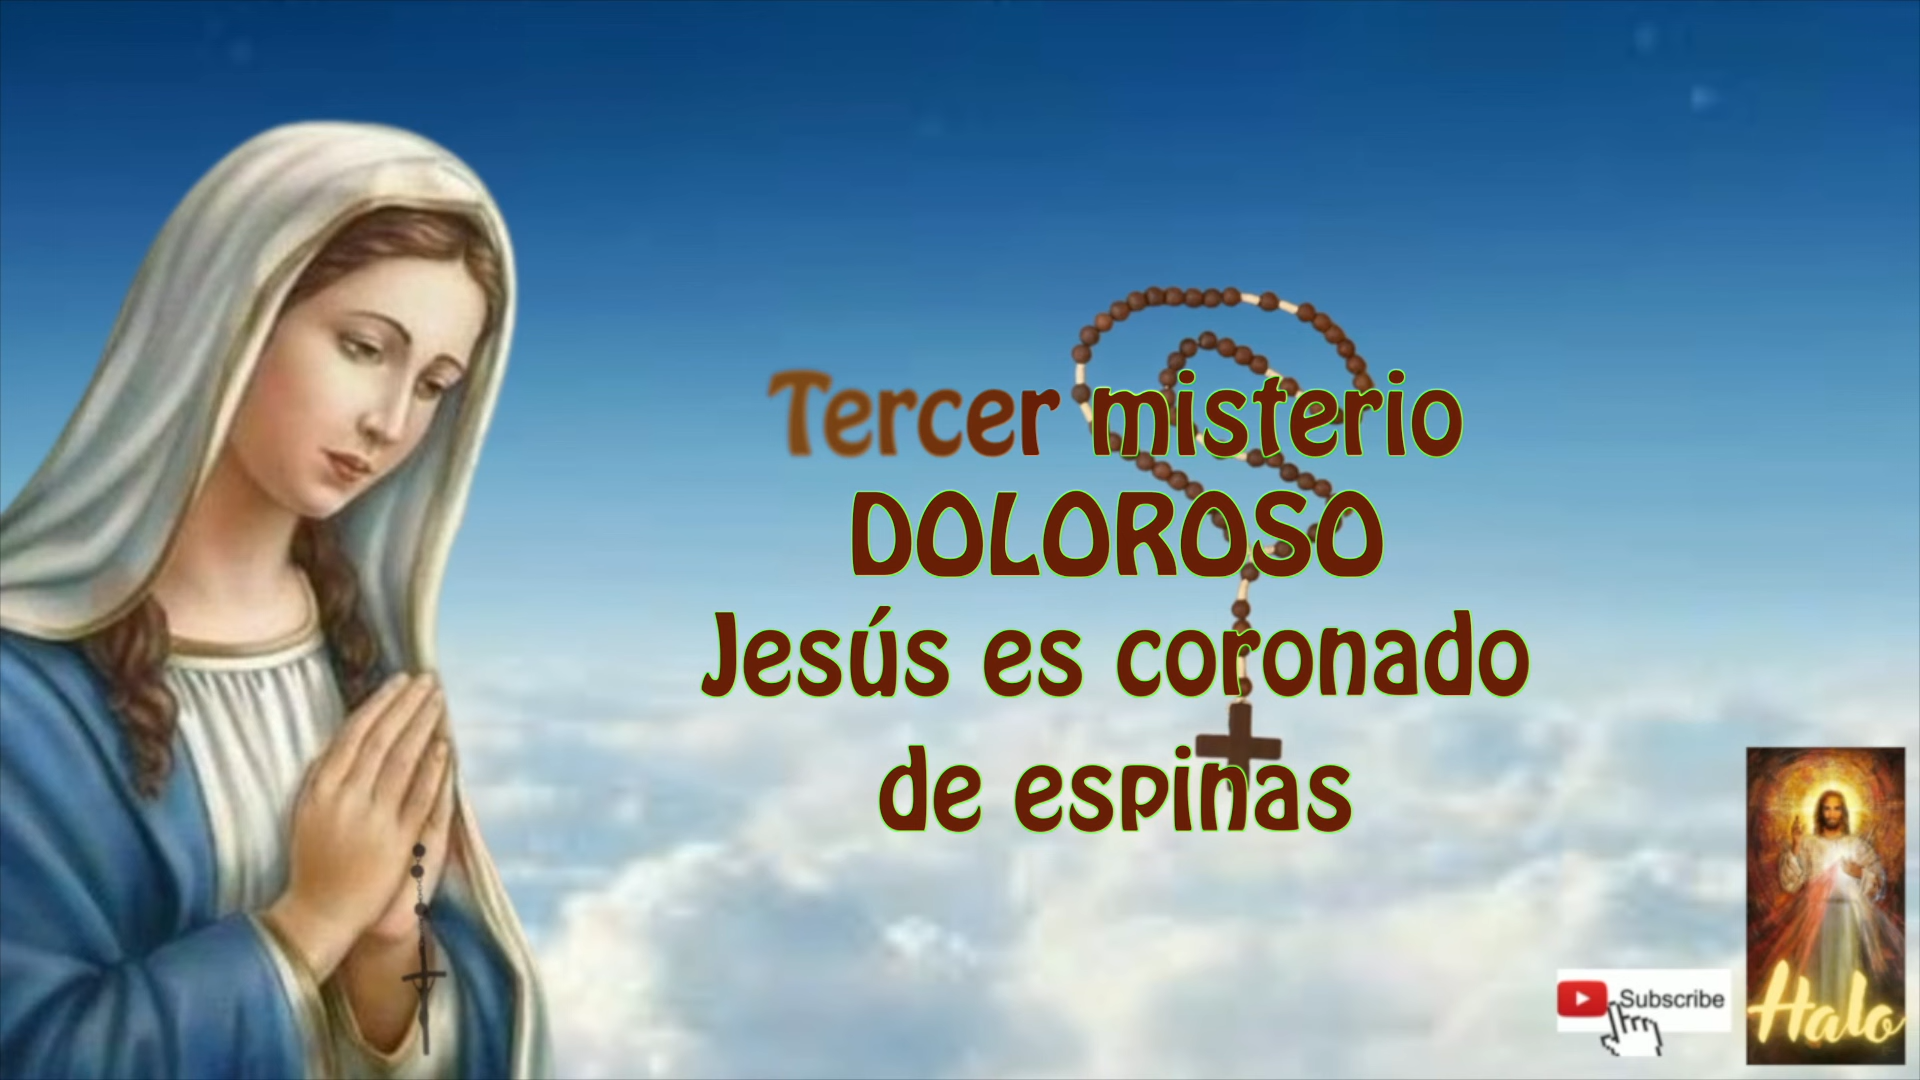 Tercer misterio
DOLOROSO
Jesús es coronado
de espinas
Subscribe
Halo